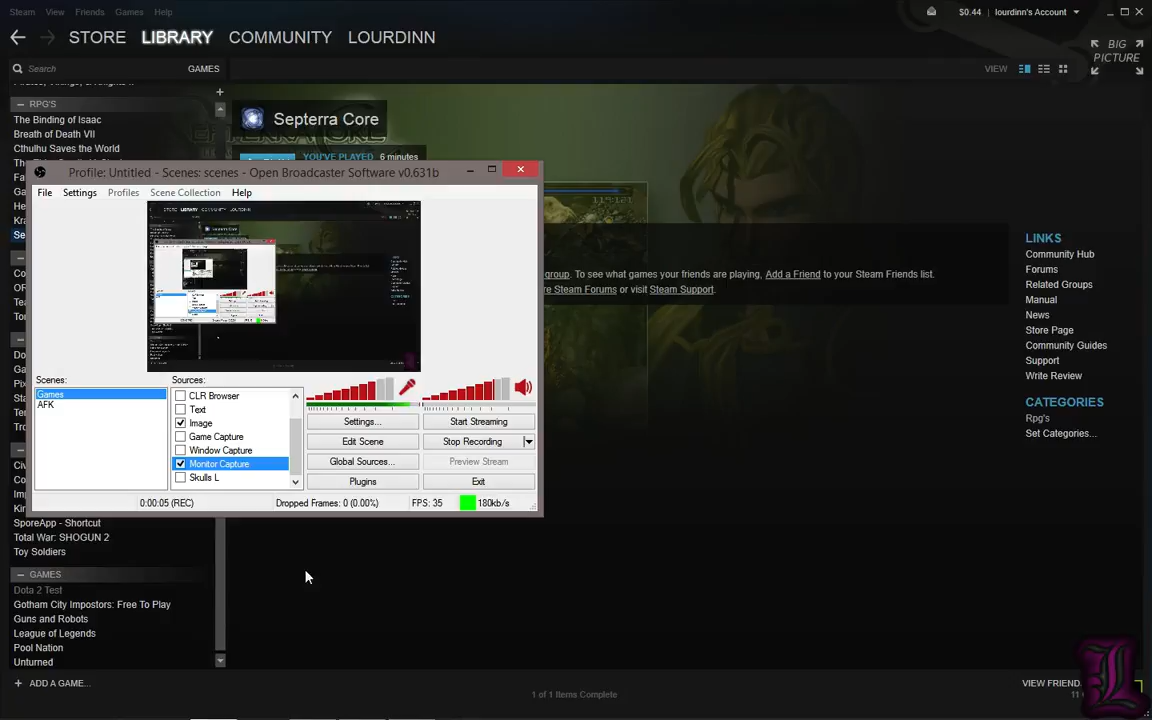 Steam View Friends Games Help
$0.44 lourdinn's Account
STORE LIBRARY COMMUNITY LOURDINN
BIG PICTURE
Search GAMES
VIEW
RPG'S
The Binding of Isaac
Breath of Death VII
Cthulhu Saves the World
Septerra Core
YOU'VE PLAYED 6 minutes
Profile: Untitled - Scenes: scenes - Open Broadcaster Software v0.631b
File Settings Profiles Scene Collection Help
Scenes:
Games
AFK
Sources:
CLR Browser
Text
Image
Game Capture
Window Capture
Monitor Capture
Skulls L
Settings... Start Streaming
Edit Scene Stop Recording
Global Sources... Preview Stream
Plugins Exit
0:00:05 (REC) Dropped Frames: 0 (0.00%) FPS: 35 180kb/s
group. To see what games your friends are playing, Add a Friend to your Steam Friends list.
Steam Forums or visit Steam Support.
LINKS
Community Hub
Forums
Related Groups
Manual
News
Store Page
Community Guides
Support
Write Review
CATEGORIES
Rpg's
Set Categories...
SporeApp - Shortcut
Total War: SHOGUN 2
Toy Soldiers
GAMES
Dota 2 Test
Gotham City Impostors: Free To Play
Guns and Robots
League of Legends
Pool Nation
Unturned
ADD A GAME...
1 of 1 Items Complete
VIEW FRIEND
L